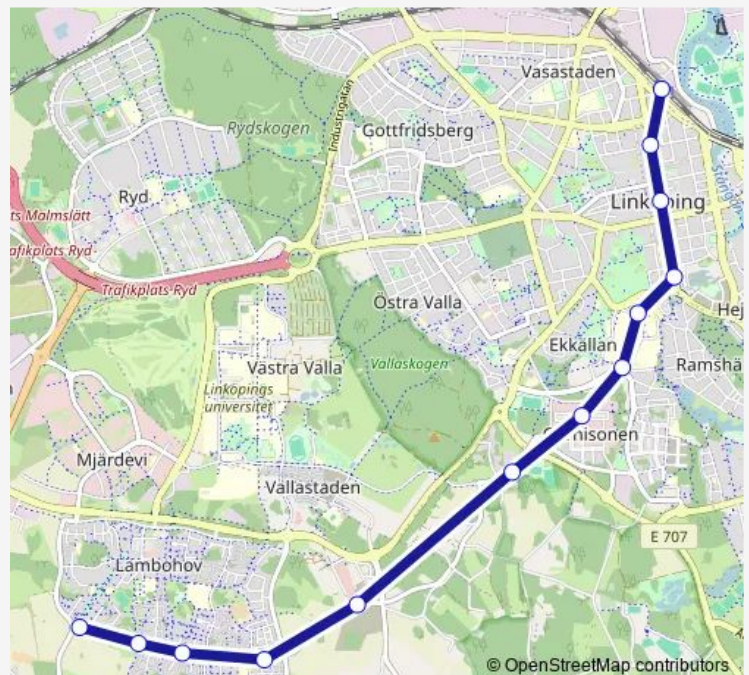 Vasastaden
Industrigatan
Rydskogen
Gottfridsberg
Ryd
Linköping
ts Malmslätt
afikplats Ryd
Trafikplats Ryd
Östra Valla
Hej
Ekkällan
Vallaskogen
Västra Valla
Ramshä
Linköpings
universitet
Garnisonen
Mjärdevi
Vallastaden
E 707
Lambohov
© OpenStreetMap contributors